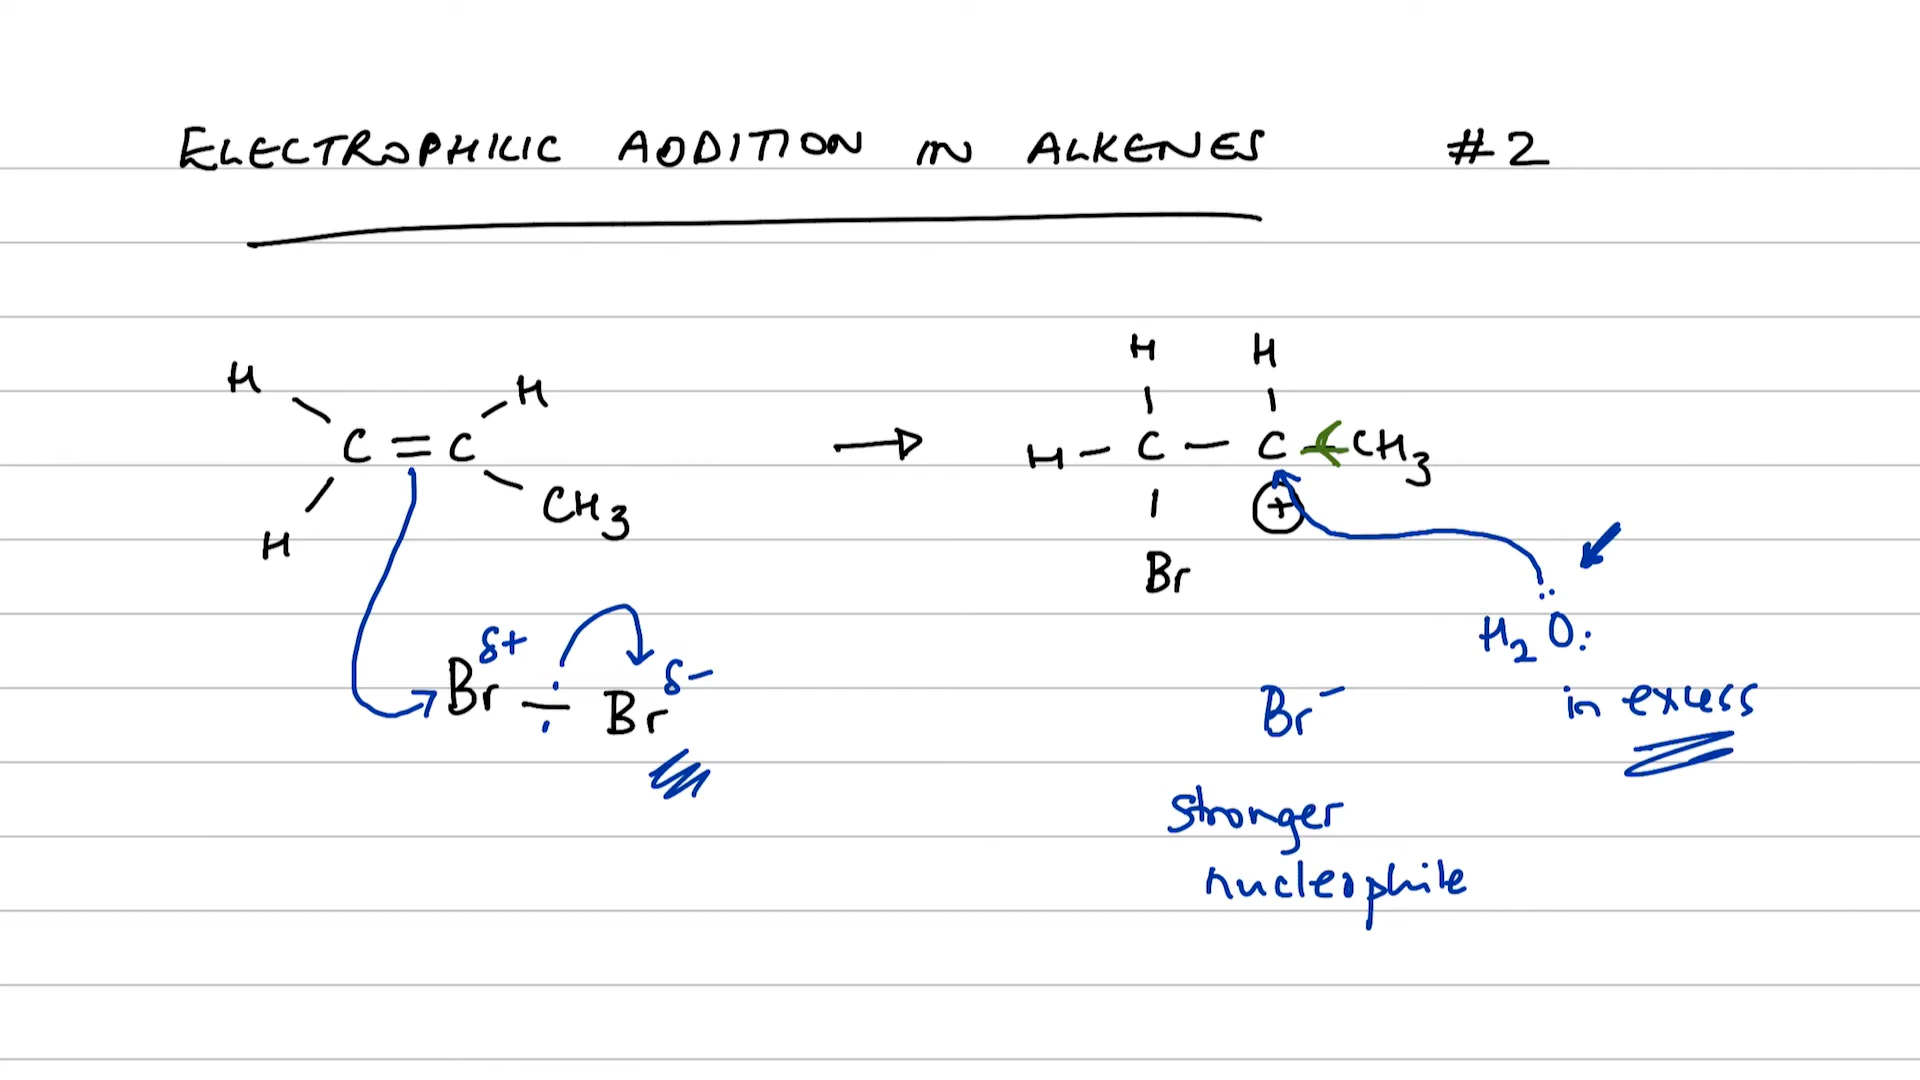 ELECTROPHILIC ADDITION IN ALKENES #2
H H
H H
C = C
CH3
H
H - C - C CH3
+
Br
δ+ δ-
Br - Br
H2O:
Br-
in excess
stronger
nucleophile